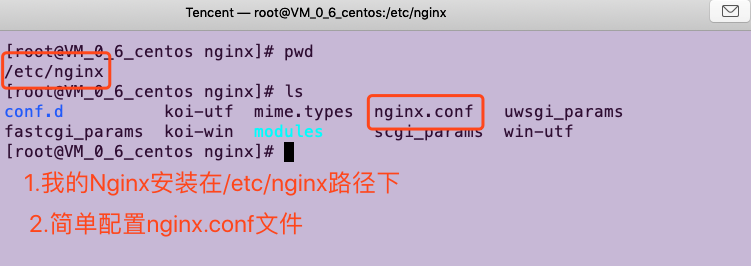 Tencent — root@VM_0_6_centos:/etc/nginx
[root@VM_0_6_centos nginx]# pwd
/etc/nginx
[root@VM_0_6_centos nginx]# ls
conf.d koi-utf mime.types nginx.conf uwsgi_params
fastcgi_params koi-win modules scgi_params win-utf
[root@VM_0_6_centos nginx]#
1.我的Nginx安装在/etc/nginx路径下
2.简单配置nginx.conf文件